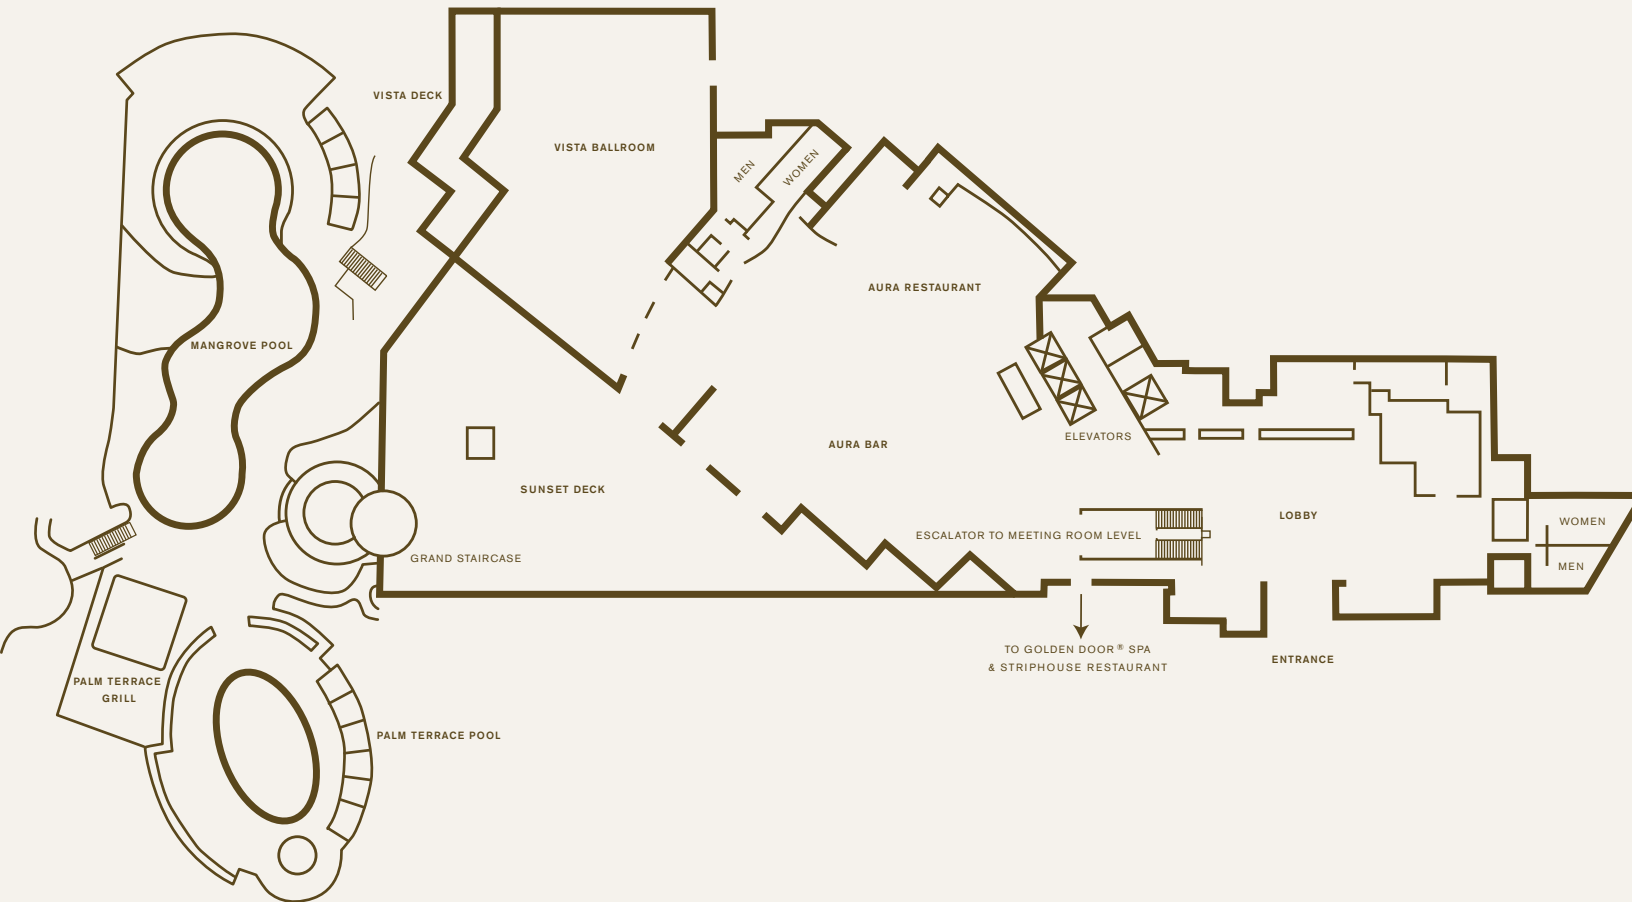 VISTA DECK
VISTA BALLROOM
MEN
WOMEN
AURA RESTAURANT
MANGROVE POOL
ELEVATORS
AURA BAR
SUNSET DECK
LOBBY
WOMEN
ESCALATOR TO MEETING ROOM LEVEL
GRAND STAIRCASE
MEN
TO GOLDEN DOOR® SPA
& STRIPHOUSE RESTAURANT
ENTRANCE
PALM TERRACE
GRILL
PALM TERRACE POOL